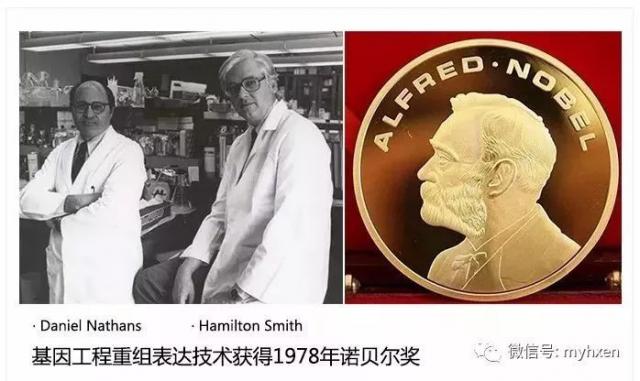 ALFRED·NOBEL
· Daniel Nathans
· Hamilton Smith
基因工程重组表达技术获得1978年诺贝尔奖
微信号: myhxen